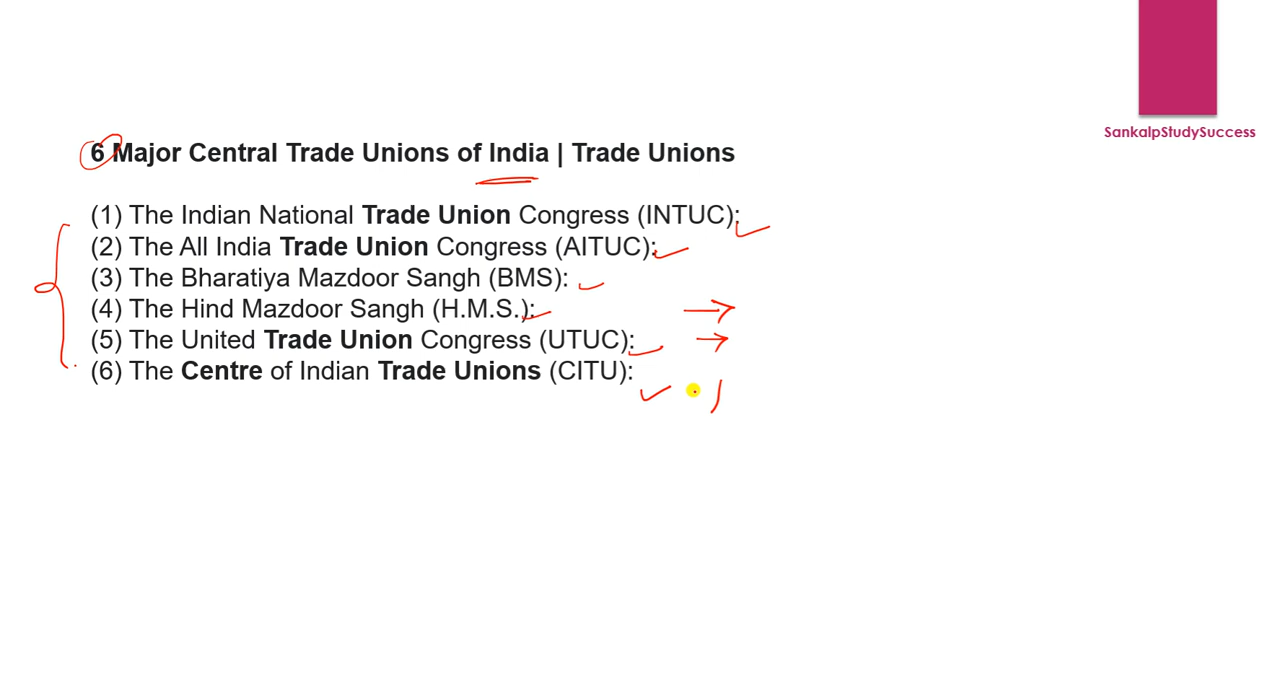 SankalpStudySuccess
6 Major Central Trade Unions of India | Trade Unions
(1) The Indian National Trade Union Congress (INTUC):
(2) The All India Trade Union Congress (AITUC):
(3) The Bharatiya Mazdoor Sangh (BMS):
(4) The Hind Mazdoor Sangh (H.M.S.):
(5) The United Trade Union Congress (UTUC):
(6) The Centre of Indian Trade Unions (CITU):